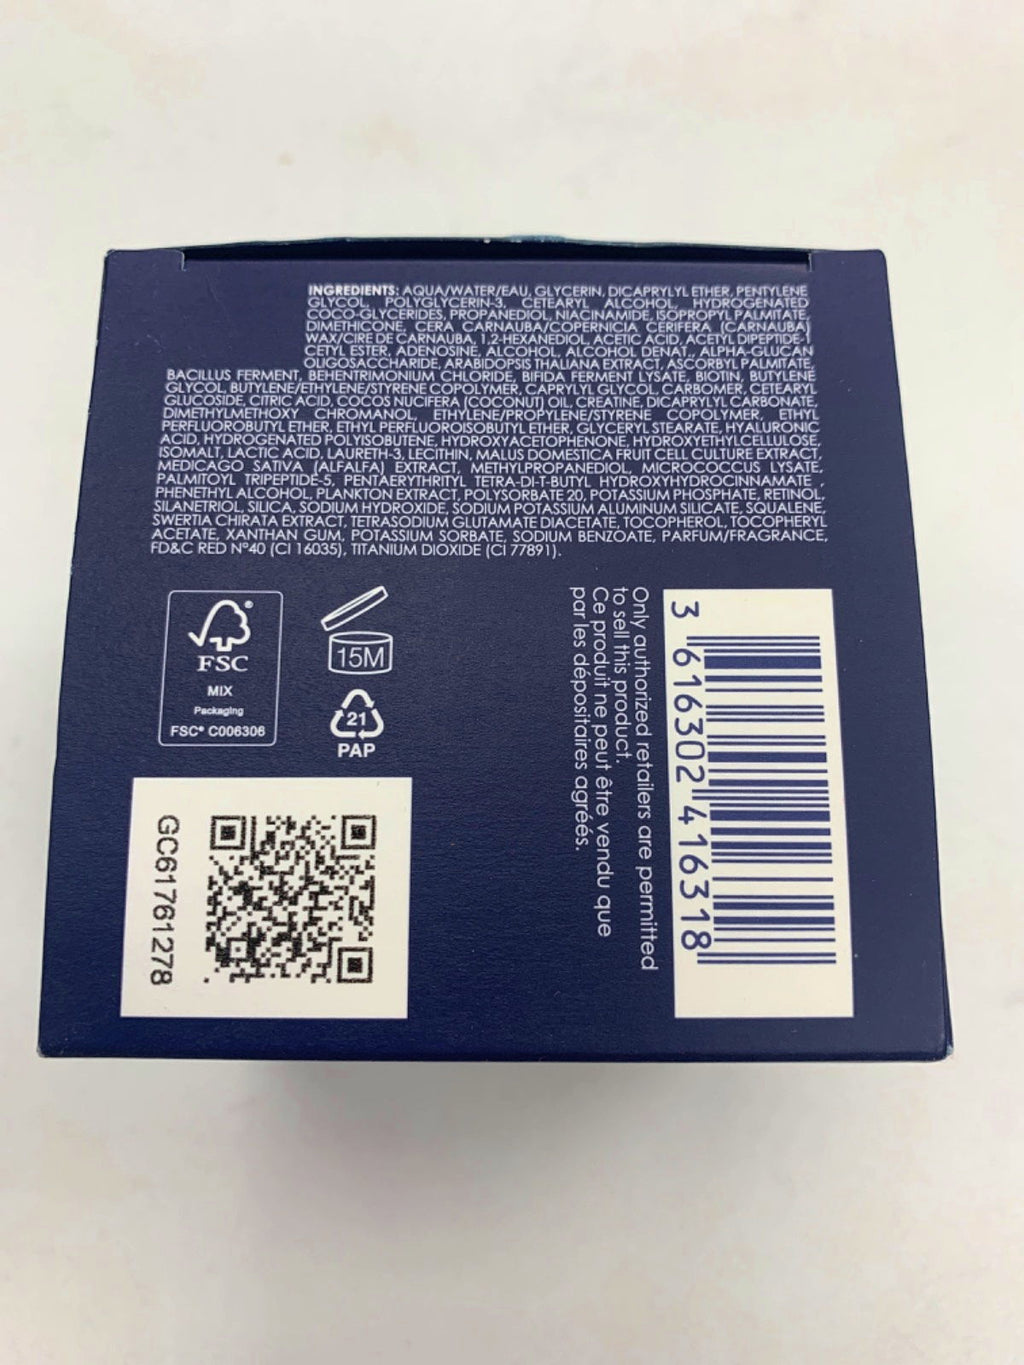 INGREDIENTS: AQUA/WATER/EAU, GLYCERIN, DICAPRYLYL ETHER, PENTYLENE
GLYCOL, POLYGLYCERIN-3, CETEARYL ALCOHOL, HYDROGENATED
COCO-GLYCERIDES, PROPANEDIOL, NIACINAMIDE, ISOPROPYL PALMITATE,
DIMETHICONE, CERA CARNAUBA/COPERNICIA CERIFERA (CARNAUBA)
WAX/CIRE DE CARNAUBA, 1,2-HEXANEDIOL, ACETIC ACID, ACETYL DIPEPTIDE-1
CETYL ESTER, ADENOSINE, ALCOHOL, ALCOHOL DENAT., ALPHA-GLUCAN
OLIGOSACCHARIDE, ARABIDOPSIS THALIANA EXTRACT, ASCORBYL PALMITATE,
BACILLUS FERMENT, BEHENTRIMONIUM CHLORIDE, BIFIDA FERMENT LYSATE, BIOTIN, BUTYLENE
GLYCOL, BUTYLENE/ETHYLENE/STYRENE COPOLYMER, CAPRYLYL GLYCOL, CARBOMER, CETEARYL
GLUCOSIDE, CITRIC ACID, COCOS NUCIFERA (COCONUT) OIL, CREATINE, DICAPRYLYL CARBONATE,
DIMETHYLMETHOXY CHROMANOL, ETHYLENE/PROPYLENE/STYRENE COPOLYMER, ETHYL
PERFLUOROBUTYL ETHER, ETHYL PERFLUOROISOBUTYL ETHER, GLYCERYL STEARATE, HYALURONIC
ACID, HYDROGENATED POLYISOBUTENE, HYDROXYACETOPHENONE, HYDROXYETHYLCELLULOSE,
ISOMALT, LACTIC ACID, LAURETH-3, LECITHIN, MALUS DOMESTICA FRUIT CELL CULTURE EXTRACT,
MEDICAGO SATIVA (ALFALFA) EXTRACT, METHYLPROPANEDIOL, MICROCOCCUS LYSATE,
PALMITOYL TRIPEPTIDE-5, PENTAERYTHRITYL TETRA-DI-T-BUTYL HYDROXYHYDROCINNAMATE,
PHENETHYL ALCOHOL, PLANKTON EXTRACT, POLYSORBATE 20, POTASSIUM PHOSPHATE, RETINOL,
SILANETRIOL, SILICA, SODIUM HYDROXIDE, SODIUM POTASSIUM ALUMINUM SILICATE, SQUALENE,
SWERTIA CHIRATA EXTRACT, TETRASODIUM GLUTAMATE DIACETATE, TOCOPHEROL, TOCOPHERYL
ACETATE, XANTHAN GUM, POTASSIUM SORBATE, SODIUM BENZOATE, PARFUM/FRAGRANCE,
FD&C RED N°40 (CI 16035), TITANIUM DIOXIDE (CI 77891).
FSC®
MIX
Packaging
FSC® C006306
15M
21
PAP
Only authorized retailers are permitted
to sell this product.
Ce produit ne peut être vendu que
par les dépositaires agréés.
3 616302 416318
GC61761278